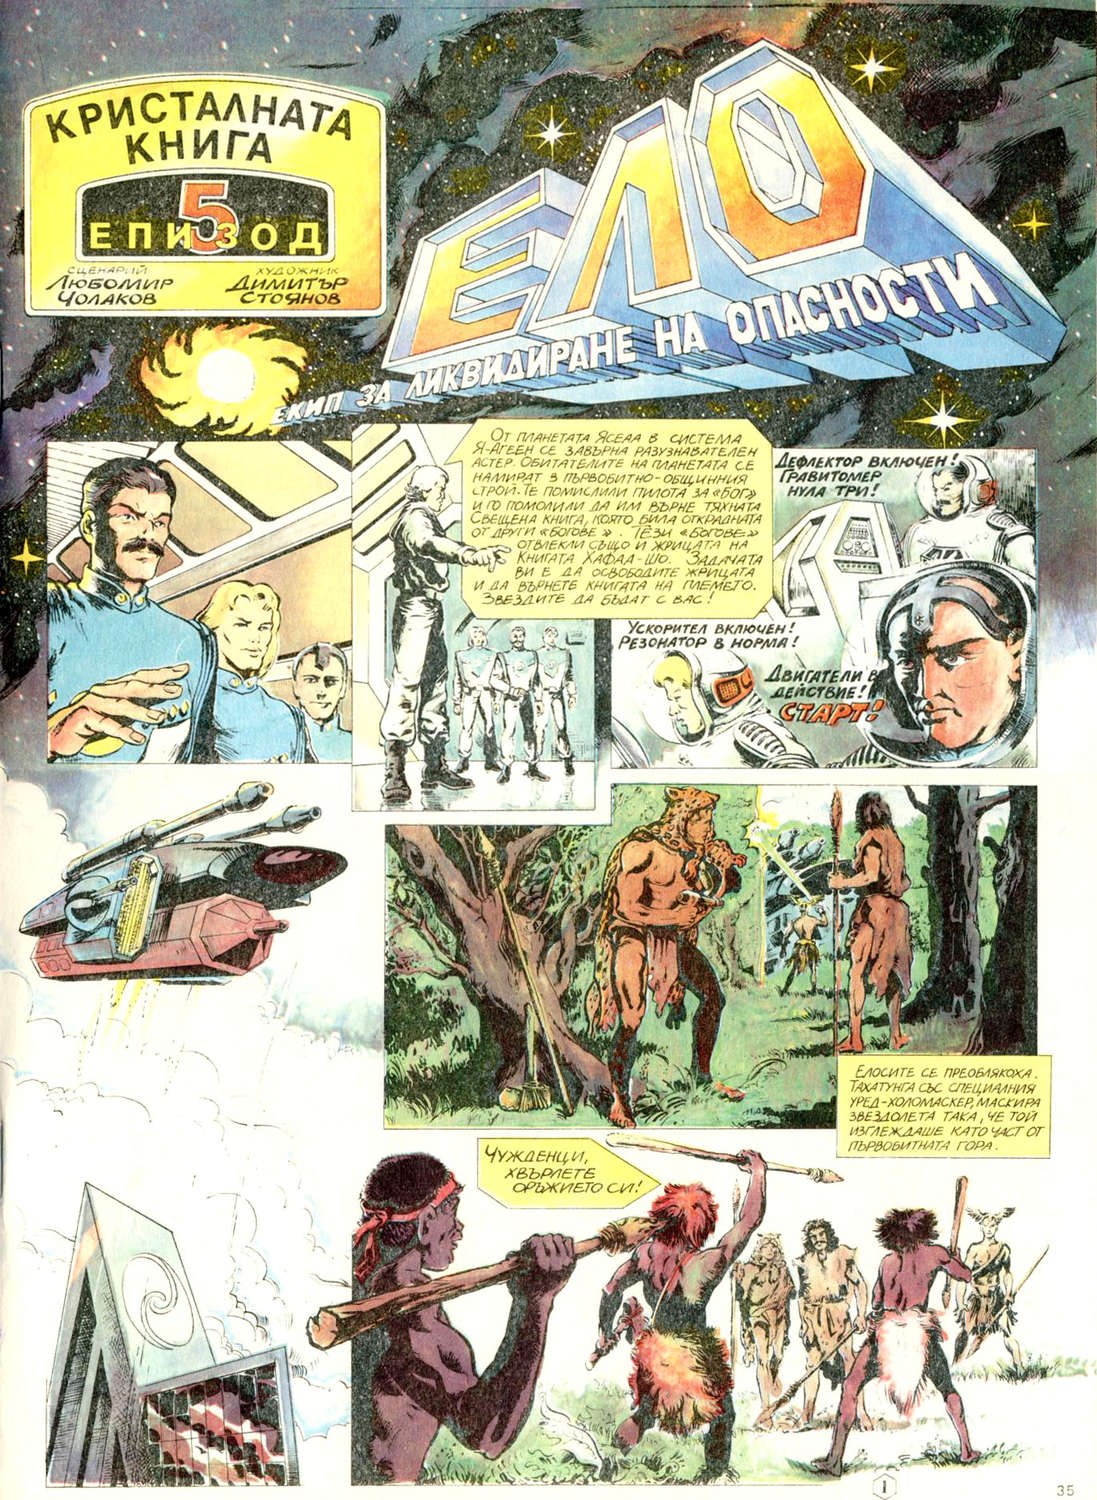 КРИСТАЛНАТА
КНИГА
5
ЕПИЗОД
СЦЕНАРИЙ
ЛЮБОМИР
ЧОЛАКОВ
ХУДОЖНИК
ДИМИТЪР
СТОЯНОВ
ЕЛО
ЕКИП ЗА ЛИКВИДИРАНЕ НА ОПАСНОСТИ
ОТ ПЛАНЕТАТА ЯСЕАА В СИСТЕМА
Я-АГЕЕН СЕ ЗАВЪРНА РАЗУЗНАВАТЕЛЕН
АСТЕР. ОБИТАТЕЛИТЕ НА ПЛАНЕТАТА СЕ
НАМИРАТ В ПЪРВОБИТНО-ОБЩИННИЯ
СТРОЙ. ТЕ ПОМИСЛИЛИ ПИЛОТА ЗА «БОГ»
И ГО ПОМОЛИЛИ ДА ИМ ВЪРНЕ ТЯХНАТА
СВЕЩЕНА КНИГА, КОЯТО БИЛА ОТКРАДНАТА
ОТ ДРУГИ «БОГОВЕ». ТЕЗИ «БОГОВЕ»
ОТВЛЕКЛИ СЪЩО И ЖРИЦАТА НА
КНИГАТА ХАФАА-ШО. ЗАДАЧАТА
ВИ Е ДА ОСВОБОДИТЕ ЖРИЦАТА
И ДА ВЪРНЕТЕ КНИГАТА НА ПЛЕМЕТО.
ЗВЕЗДИТЕ ДА БЪДАТ С ВАС!
ДЕФЛЕКТОР ВКЛЮЧЕН!
ГРАВИТОМЕР
НУЛА ТРИ!
УСКОРИТЕЛ ВКЛЮЧЕН!
РЕЗОНАТОР В НОРМА!
ДВИГАТЕЛИ В
ДЕЙСТВИЕ!
СТАРТ!
ЕЛОСИТЕ СЕ ПРЕОБЛЯКОХА.
ТАХАТУНГА СЪС СПЕЦИАЛНИЯ
УРЕД-ХОЛОМАСКЕР, МАСКИРА
ЗВЕЗДОЛЕТА ТАКА, ЧЕ ТОЙ
ИЗГЛЕЖДАШЕ КАТО ЧАСТ ОТ
ПЪРВОБИТНАТА ГОРА.
ЧУЖДЕНЦИ,
ХВЪРЛЕТЕ
ОРЪЖИЕТО СИ!
1
35